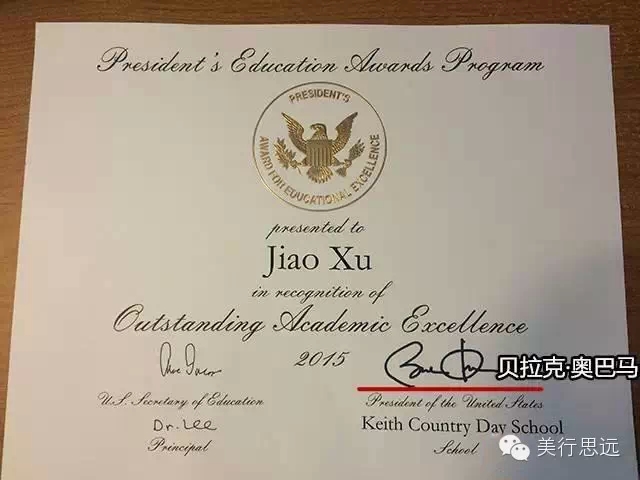 President's Education Awards Program
PRESIDENT'S
AWARD FOR EDUCATIONAL EXCELLENCE
presented to
Jiao Xu
in recognition of
Outstanding Academic Excellence
2015
贝拉克·奥巴马
U.S. Secretary of Education
President of the United States
Dr. Lee
Keith Country Day School
Principal
School
美行思远